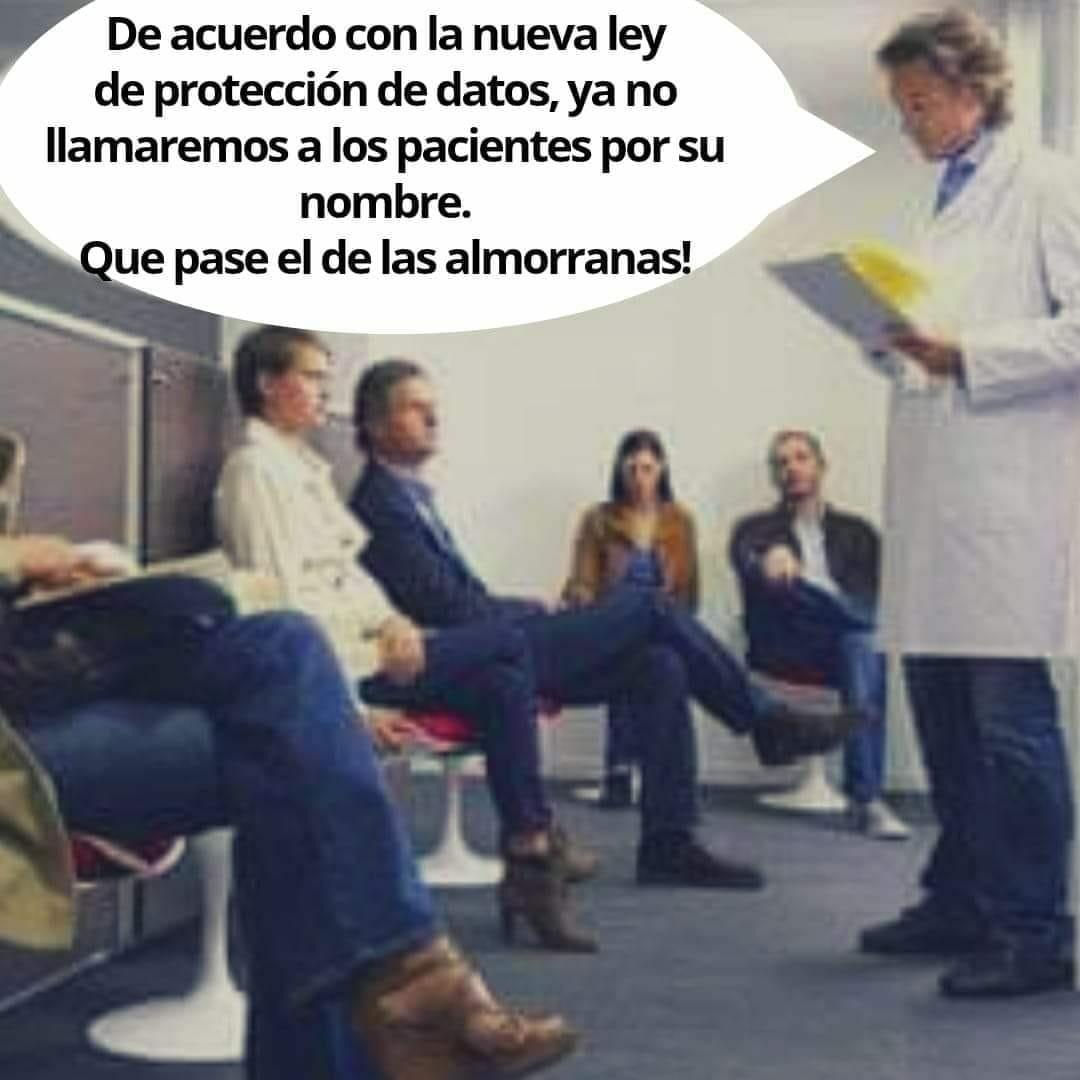 De acuerdo con la nueva ley
de protección de datos, ya no
llamaremos a los pacientes por su
nombre.
Que pase el de las almorranas!